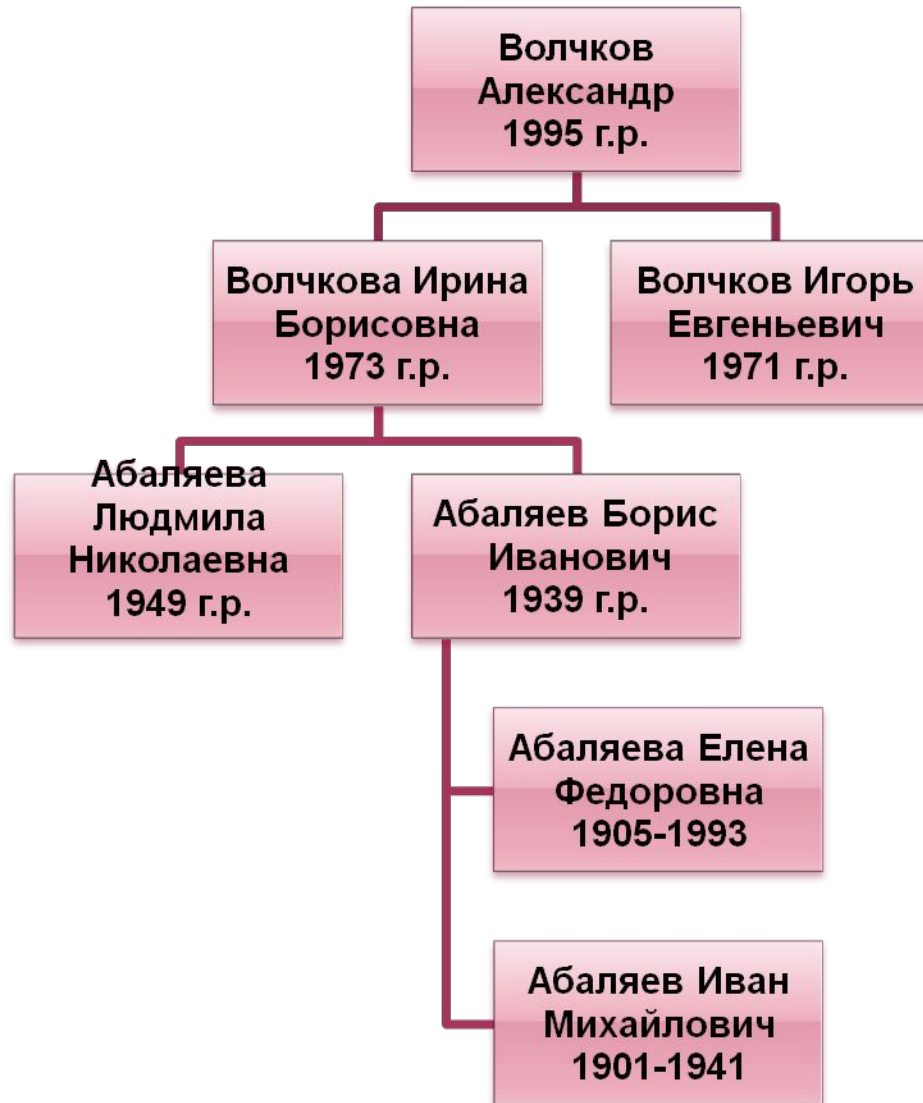 Волчков
Александр
1995 г.р.
Волчкова Ирина
Борисовна
1973 г.р.
Волчков Игорь
Евгеньевич
1971 г.р.
Абаляева
Людмила
Николаевна
1949 г.р.
Абаляев Борис
Иванович
1939 г.р.
Абаляева Елена
Федоровна
1905-1993
Абаляев Иван
Михайлович
1901-1941